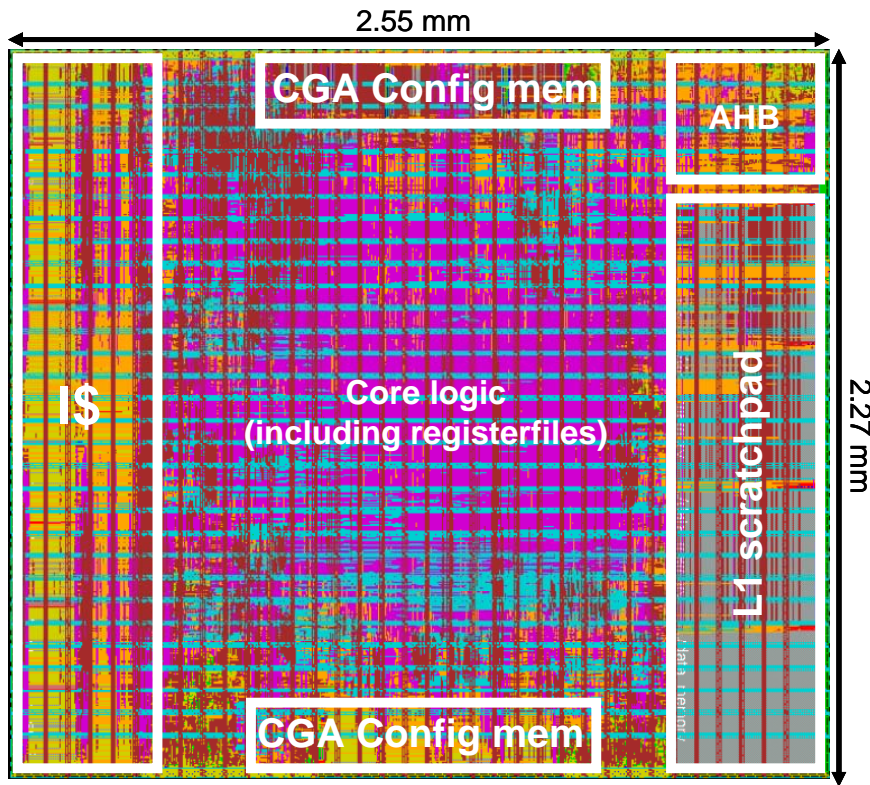 2.55 mm
CGA Config mem
AHB
I$
Core logic
(including registerfiles)
L1 scratchpad
2.27 mm
CGA Config mem